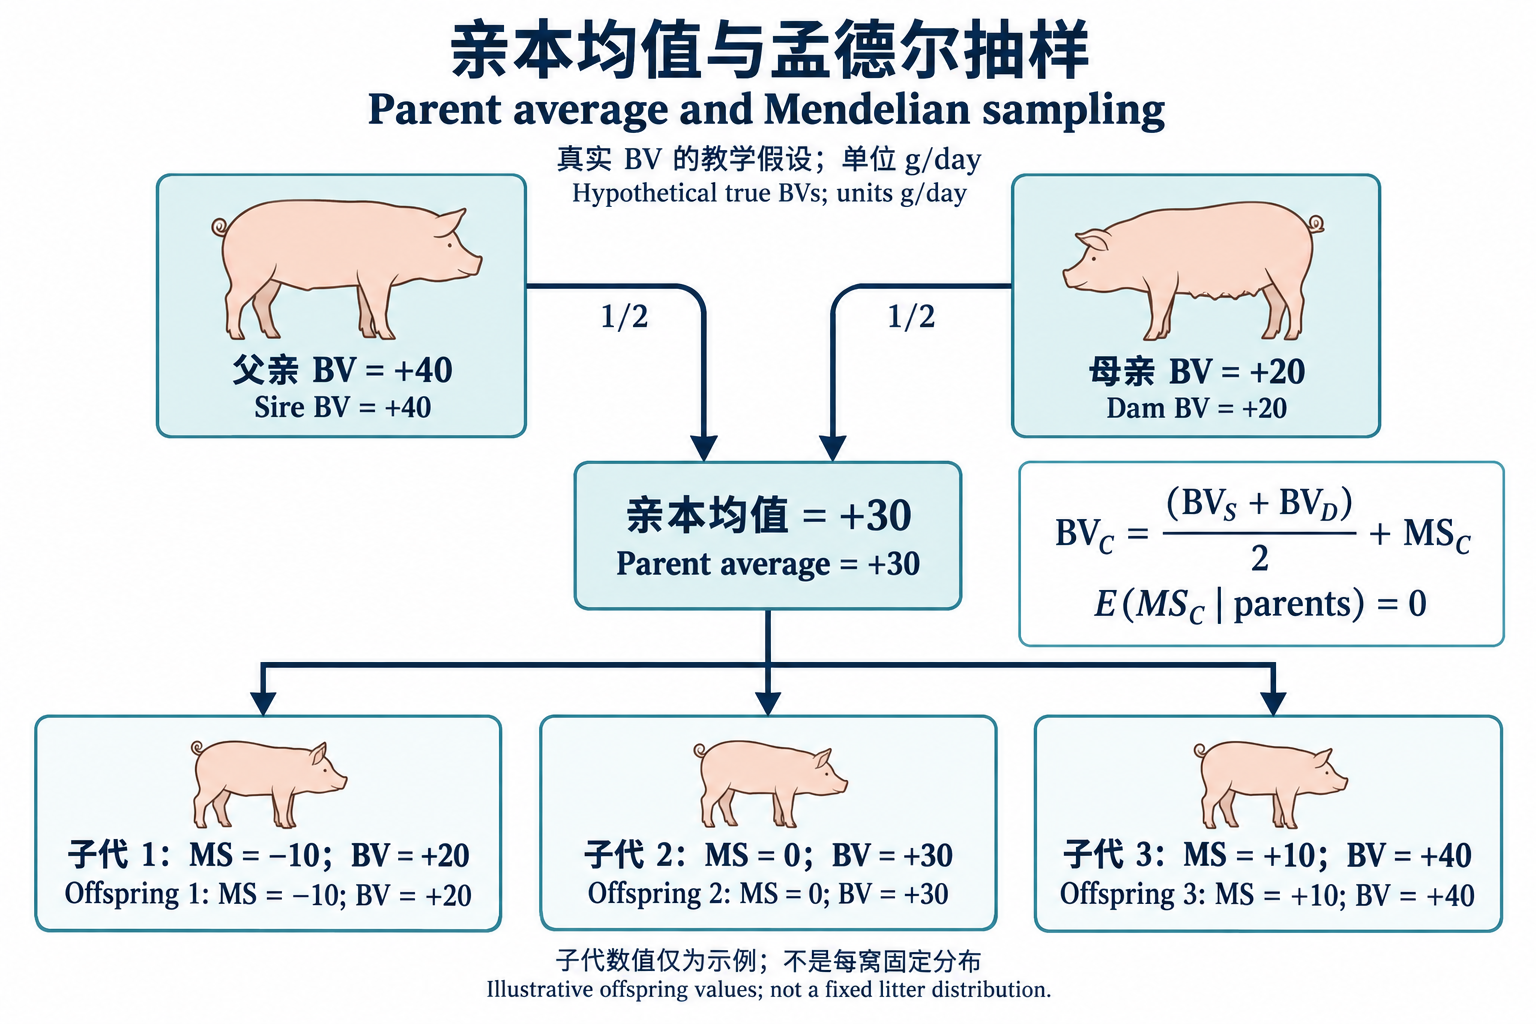 亲本均值与孟德尔抽样
Parent average and Mendelian sampling
真实 BV 的教学假设；单位 g/day
Hypothetical true BVs; units g/day
1/2
1/2
父亲 BV = +40
Sire BV = +40
母亲 BV = +20
Dam BV = +20
亲本均值 = +30
Parent average = +30
BV_C = (BV_S + BV_D) / 2 + MS_C
E(MS_C | parents) = 0
子代 1：MS = −10；BV = +20
Offspring 1: MS = −10; BV = +20
子代 2：MS = 0；BV = +30
Offspring 2: MS = 0; BV = +30
子代 3：MS = +10；BV = +40
Offspring 3: MS = +10; BV = +40
子代数值仅为示例；不是每窝固定分布
Illustrative offspring values; not a fixed litter distribution.